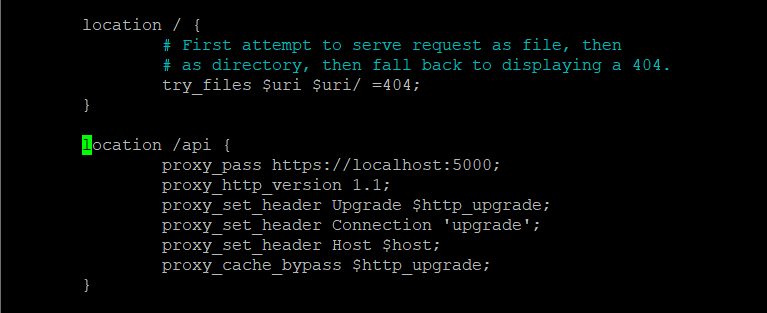 location / {
# First attempt to serve request as file, then
# as directory, then fall back to displaying a 404.
try_files $uri $uri/ =404;
}
location /api {
proxy_pass https://localhost:5000;
proxy_http_version 1.1;
proxy_set_header Upgrade $http_upgrade;
proxy_set_header Connection 'upgrade';
proxy_set_header Host $host;
proxy_cache_bypass $http_upgrade;
}